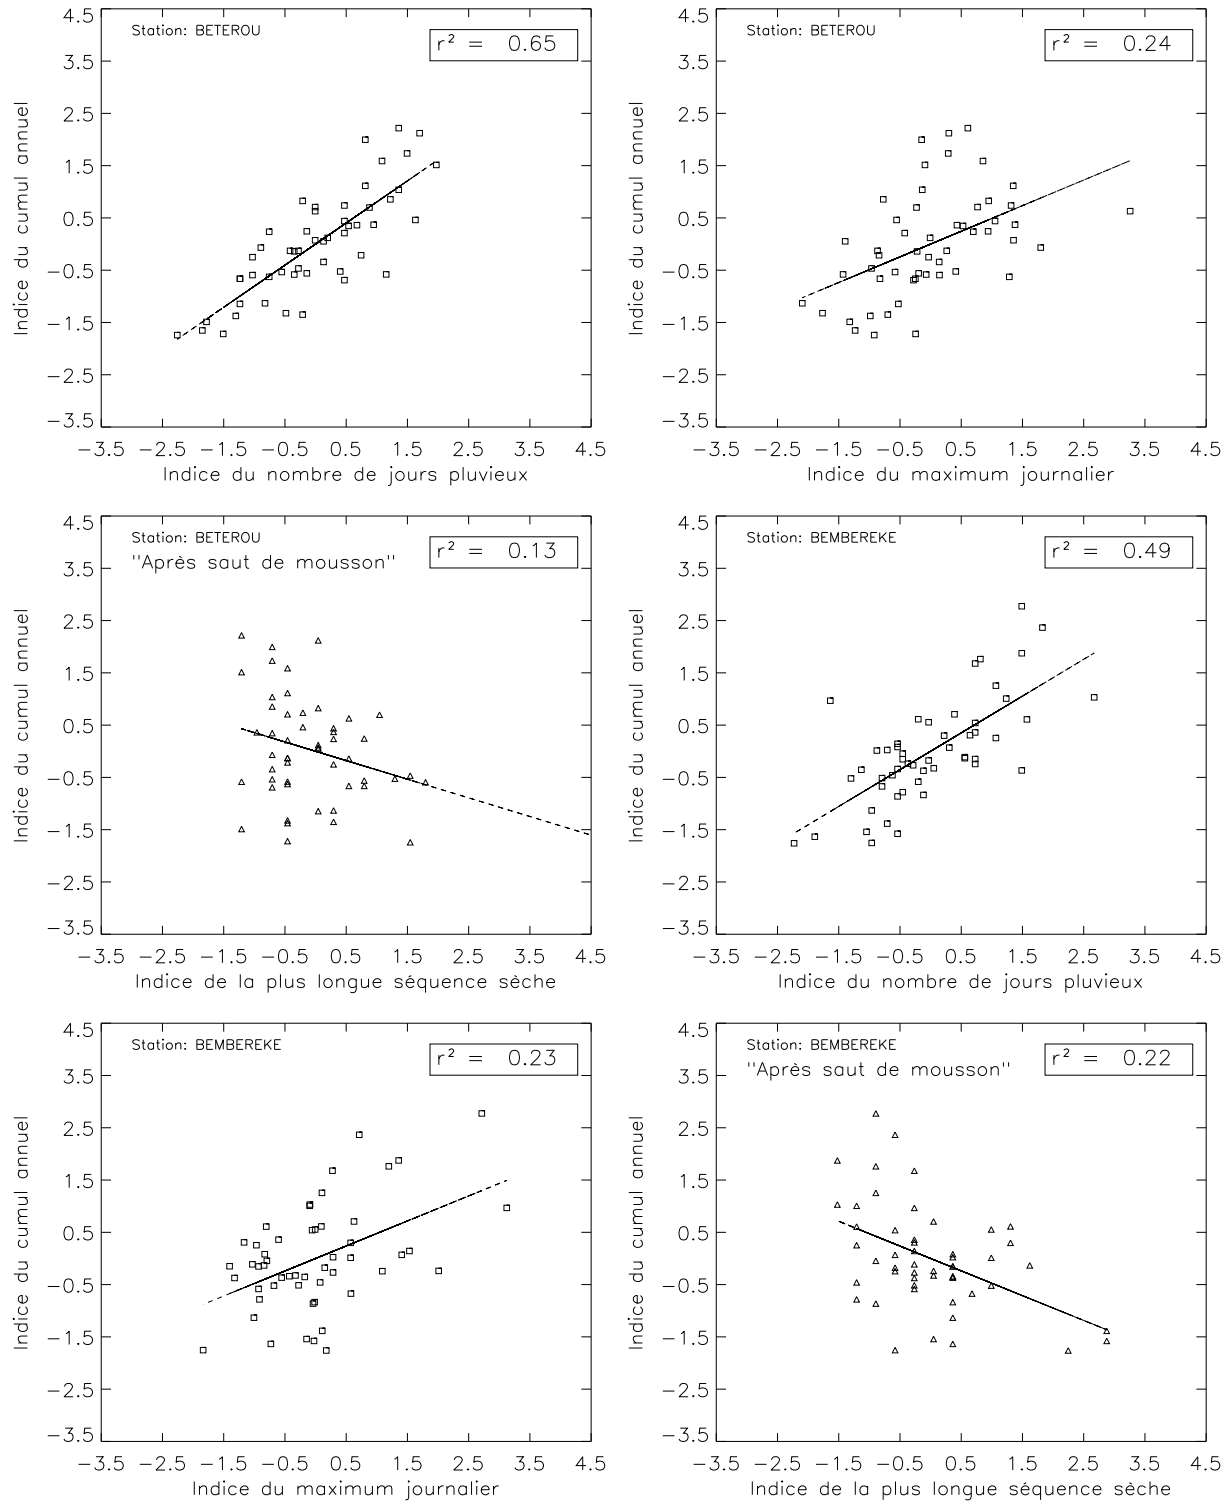 Station: BETEROU
r² = 0.65
4.5
3.5
2.5
1.5
0.5
−0.5
−1.5
−2.5
−3.5
Indice du cumul annuel
−3.5 −2.5 −1.5 −0.5 0.5 1.5 2.5 3.5 4.5
Indice du nombre de jours pluvieux
Station: BETEROU
r² = 0.24
4.5
3.5
2.5
1.5
0.5
−0.5
−1.5
−2.5
−3.5
Indice du cumul annuel
−3.5 −2.5 −1.5 −0.5 0.5 1.5 2.5 3.5 4.5
Indice du maximum journalier
Station: BETEROU
"Après saut de mousson"
r² = 0.13
4.5
3.5
2.5
1.5
0.5
−0.5
−1.5
−2.5
−3.5
Indice du cumul annuel
−3.5 −2.5 −1.5 −0.5 0.5 1.5 2.5 3.5 4.5
Indice de la plus longue séquence sèche
Station: BEMBEREKE
r² = 0.49
4.5
3.5
2.5
1.5
0.5
−0.5
−1.5
−2.5
−3.5
Indice du cumul annuel
−3.5 −2.5 −1.5 −0.5 0.5 1.5 2.5 3.5 4.5
Indice du nombre de jours pluvieux
Station: BEMBEREKE
r² = 0.23
4.5
3.5
2.5
1.5
0.5
−0.5
−1.5
−2.5
−3.5
Indice du cumul annuel
−3.5 −2.5 −1.5 −0.5 0.5 1.5 2.5 3.5 4.5
Indice du maximum journalier
Station: BEMBEREKE
"Après saut de mousson"
r² = 0.22
4.5
3.5
2.5
1.5
0.5
−0.5
−1.5
−2.5
−3.5
Indice du cumul annuel
−3.5 −2.5 −1.5 −0.5 0.5 1.5 2.5 3.5 4.5
Indice de la plus longue séquence sèche